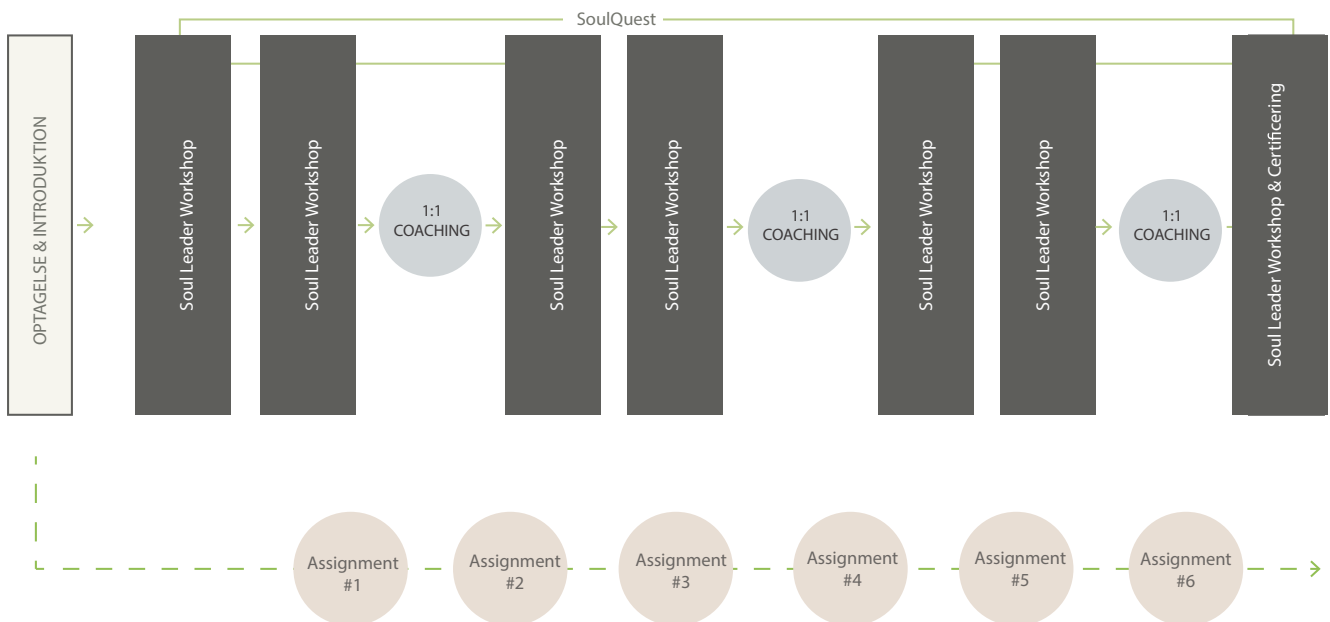 SoulQuest
OPTAGELSE & INTRODUKTION
Soul Leader Workshop
Soul Leader Workshop
1:1
COACHING
Soul Leader Workshop
Soul Leader Workshop
1:1
COACHING
Soul Leader Workshop
Soul Leader Workshop
1:1
COACHING
Soul Leader Workshop & Certificering
Assignment
#1
Assignment
#2
Assignment
#3
Assignment
#4
Assignment
#5
Assignment
#6